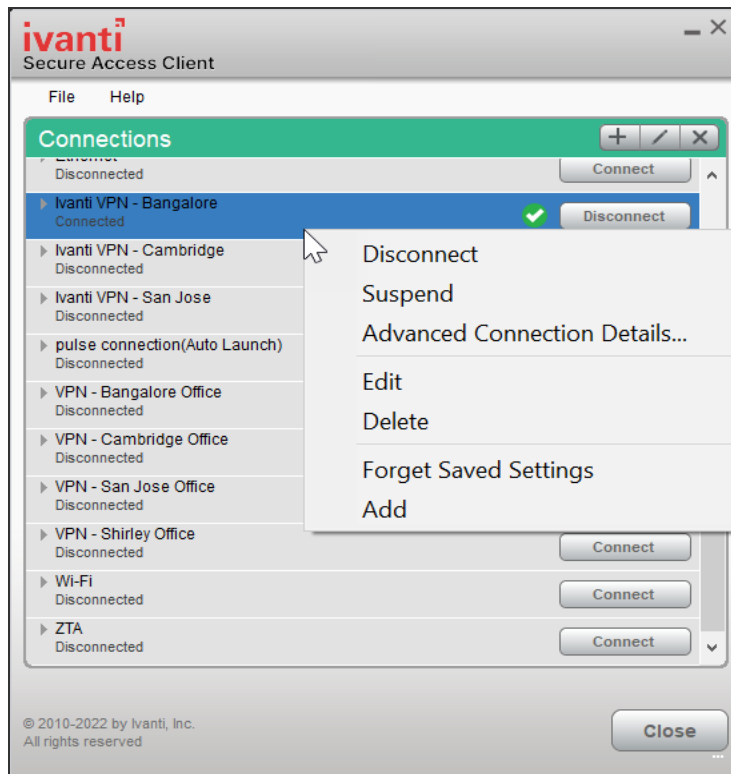 ivanti
Secure Access Client
File Help
Connections
Ethernet
Disconnected
Connect
Ivanti VPN - Bangalore
Connected
Disconnect
Ivanti VPN - Cambridge
Disconnected
Ivanti VPN - San Jose
Disconnected
pulse connection(Auto Launch)
Disconnected
VPN - Bangalore Office
Disconnected
VPN - Cambridge Office
Disconnected
VPN - San Jose Office
Disconnected
VPN - Shirley Office
Disconnected
Connect
Wi-Fi
Disconnected
Connect
ZTA
Disconnected
Connect
Disconnect
Suspend
Advanced Connection Details...
Edit
Delete
Forget Saved Settings
Add
© 2010-2022 by Ivanti, Inc.
All rights reserved
Close